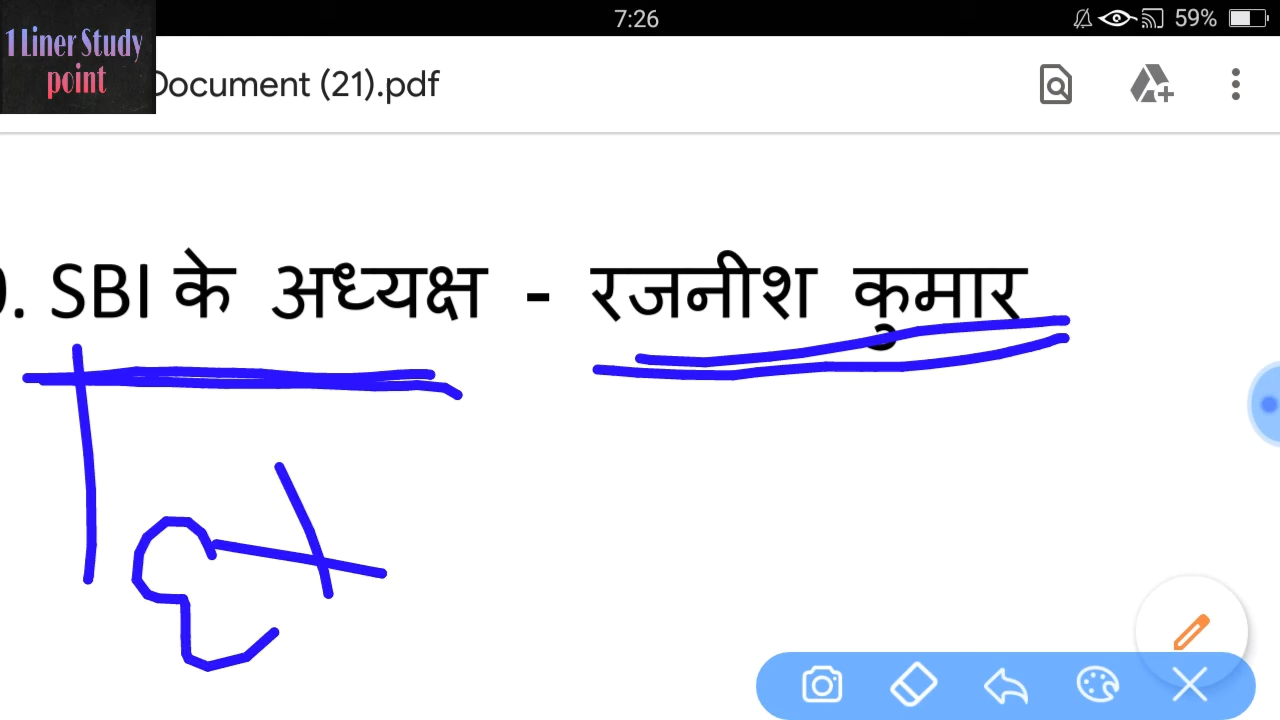 7:26
59%
1 Liner Study
point
Document (21).pdf
. SBI के अध्यक्ष - रजनीश कुमार